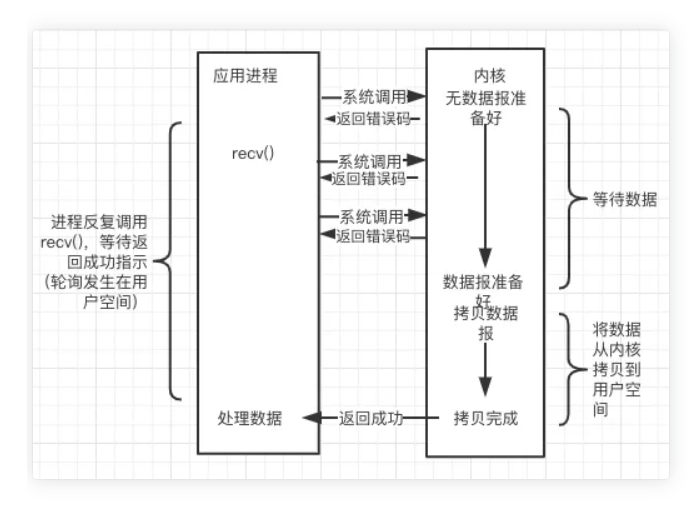 应用进程
内核
系统调用
无数据报准
备好
返回错误码
recv()
系统调用
返回错误码
系统调用
返回错误码
等待数据
进程反复调用
recv()，等待返
回成功指示
（轮询发生在用
户空间）
数据报准备
好
拷贝数据
报
将数据
从内核
拷贝到
用户空
间
处理数据
返回成功
拷贝完成